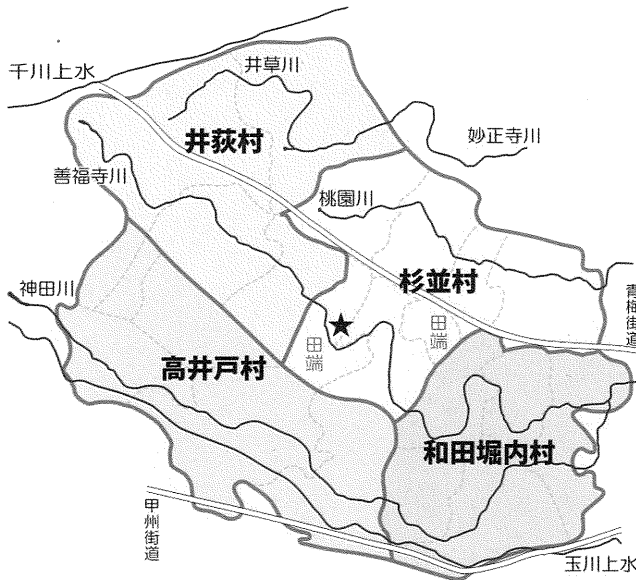 千川上水
井草川
井荻村
妙正寺川
善福寺川
桃園川
杉並村
神田川
青梅街道
田端
田端
高井戸村
和田堀内村
甲州街道
玉川上水